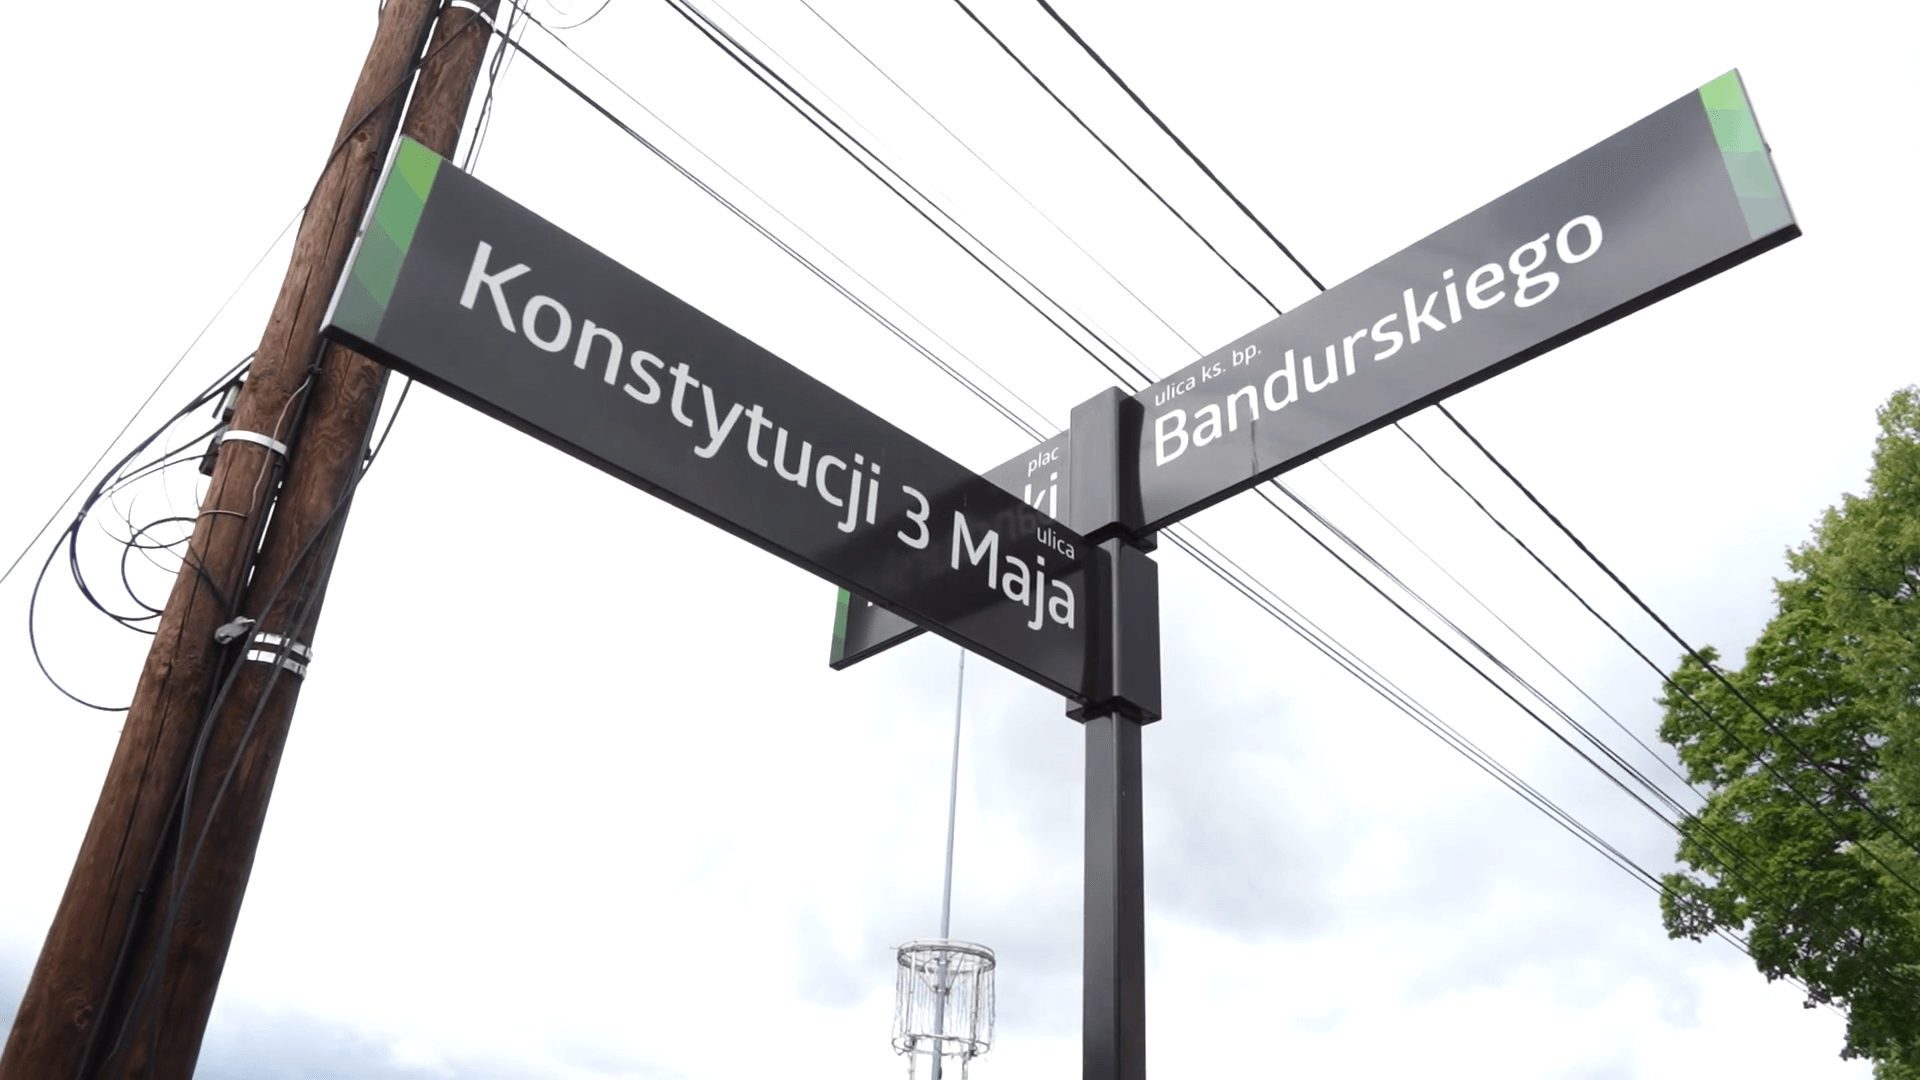 ulica
Konstytucji 3 Maja
ulica ks. bp.
Bandurskiego
plac